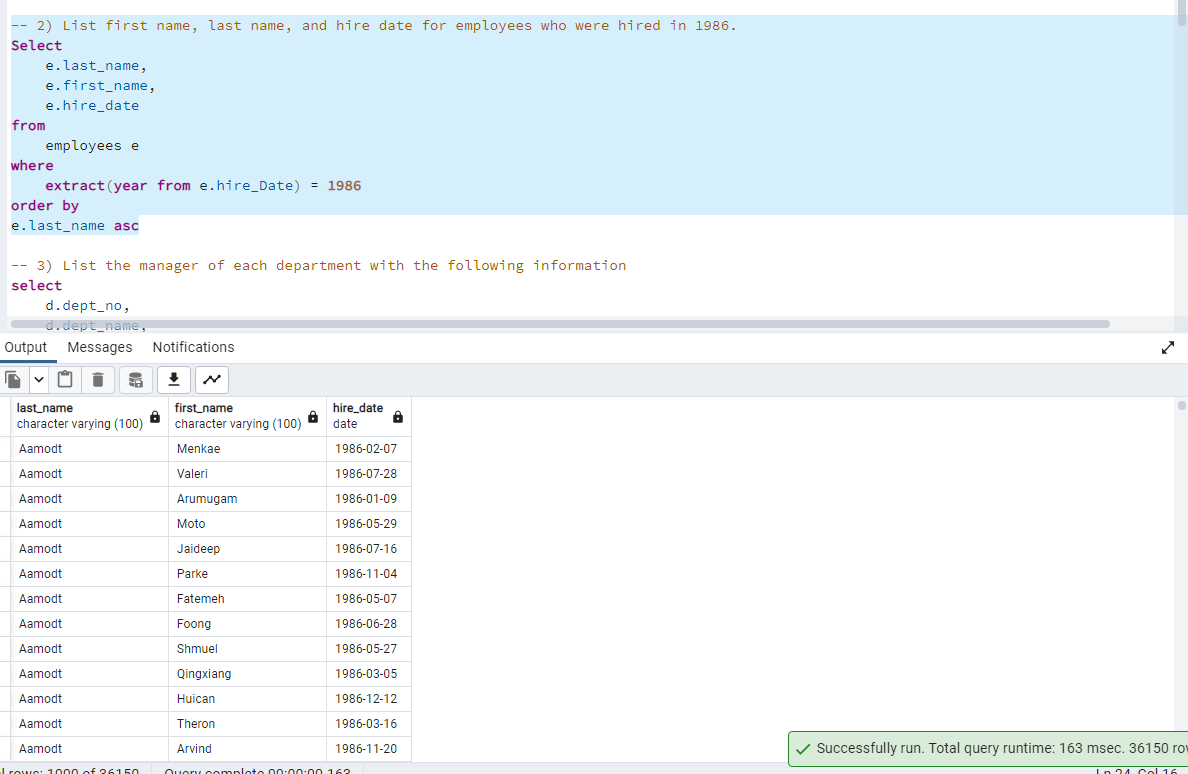 -- 2) List first name, last name, and hire date for employees who were hired in 1986.
Select
e.last_name,
e.first_name,
e.hire_date
from
employees e
where
extract(year from e.hire_Date) = 1986
order by
e.last_name asc
-- 3) List the manager of each department with the following information
select
d.dept_no,
d.dept_name,
Output Messages Notifications
last_name first_name hire_date
character varying (100) character varying (100) date
Aamodt Menkae 1986-02-07
Aamodt Valeri 1986-07-28
Aamodt Arumugam 1986-01-09
Aamodt Moto 1986-05-29
Aamodt Jaideep 1986-07-16
Aamodt Parke 1986-11-04
Aamodt Fatemeh 1986-05-07
Aamodt Foong 1986-06-28
Aamodt Shmuel 1986-05-27
Aamodt Qingxiang 1986-03-05
Aamodt Huican 1986-12-12
Aamodt Theron 1986-03-16
Aamodt Arvind 1986-11-20
Successfully run. Total query runtime: 163 msec. 36150 row
l rows: 1000 of 36150 Query complete 00:00:00.163 Ln 24, Col 16